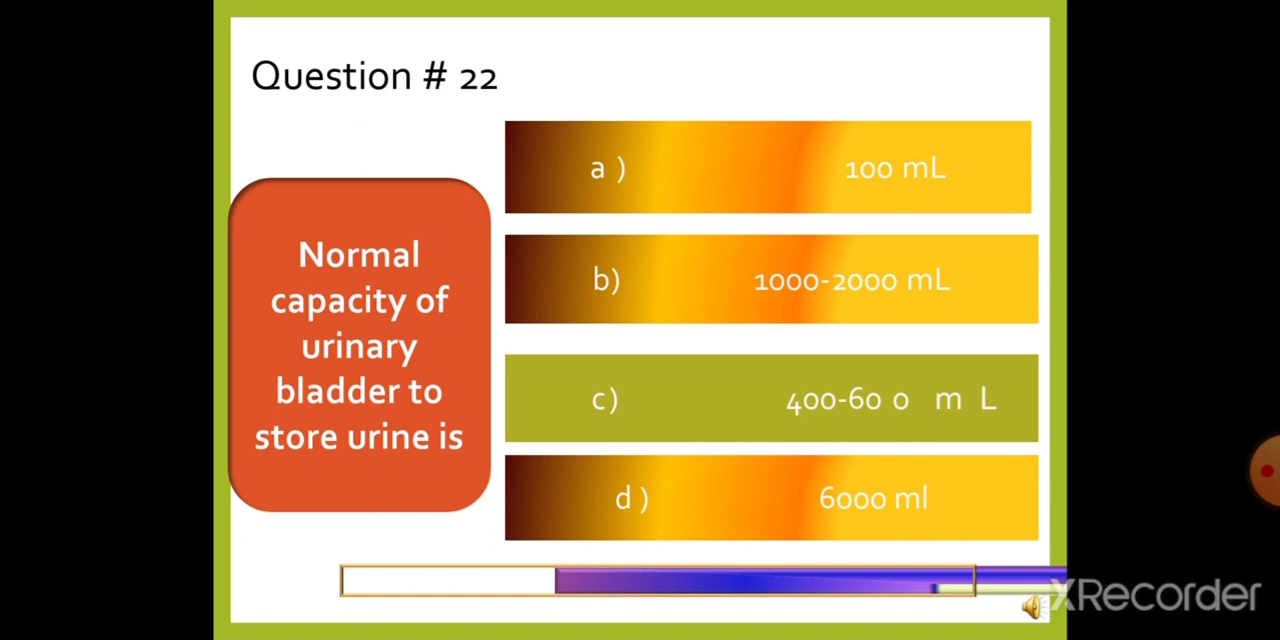 Question # 22
a ) 100 mL
Normal
capacity of
urinary
bladder to
store urine is
b) 1000-2000 mL
c) 400-60 0 m L
d ) 6000 ml
XRecorder